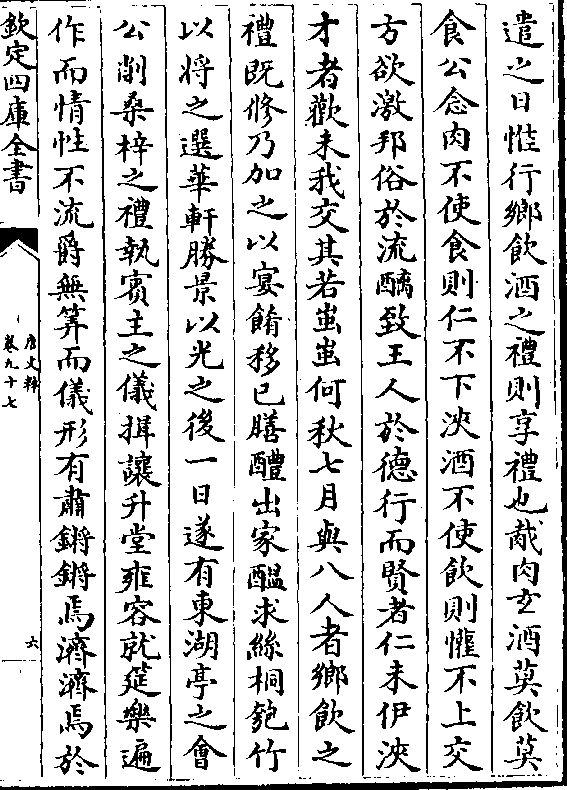 遣之日惟行鄉飲酒之禮則享禮也胾肉玄酒莫飲莫
食公念肉不使食則仁不下浹酒不使飲則懽不上交
方欲激邦俗於流醨致王人於德行而賢者仁未伊浹
才者歡未我交其若蚩蚩何秋七月與八人者鄉飲之
禮既修乃加之以宴餚移已膳醴出家醞求絲桐匏竹
以將之選華軒勝景以光之後一日遂有東湖亭之會
公削桑梓之禮執賓主之儀揖讓升堂雍容就筵樂遍
作而情性不流爵無筭而儀形有肅鏘鏘焉濟濟焉於
欽定四庫全書
唐文粹
卷九十七
六